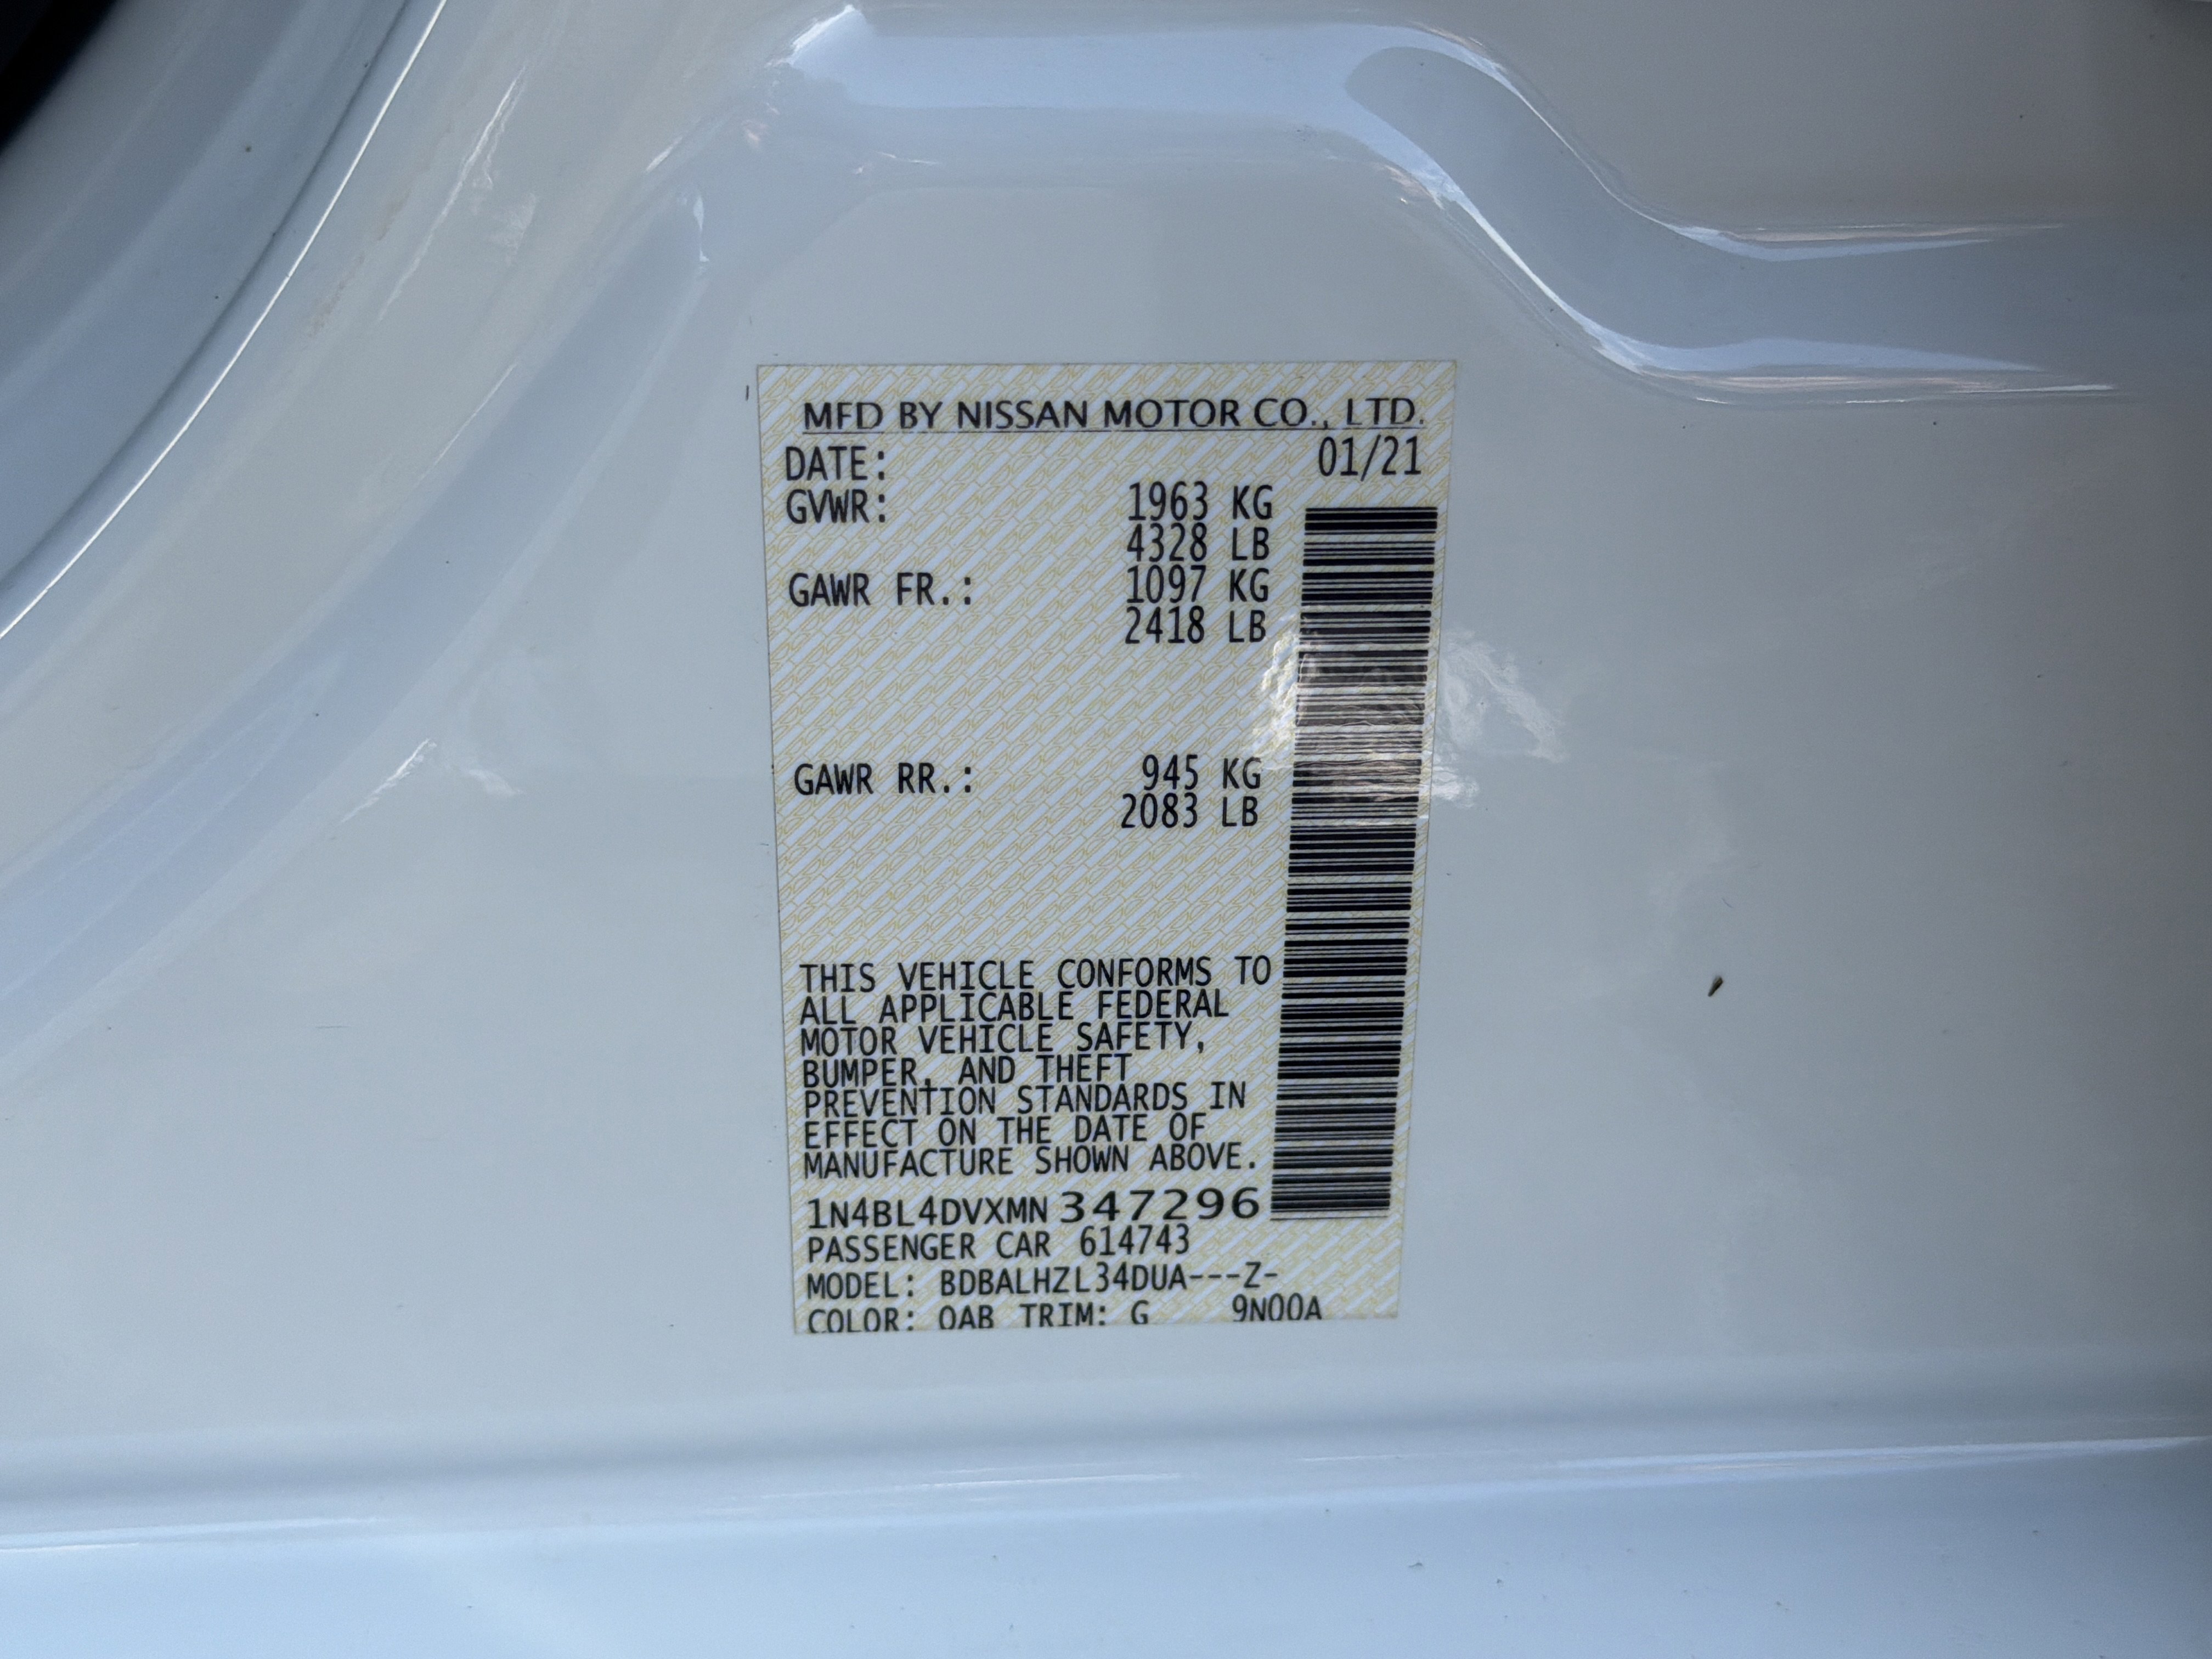 MFD BY NISSAN MOTOR CO., LTD.
DATE: 01/21
GVWR: 1963 KG
4328 LB
GAWR FR.: 1097 KG
2418 LB
GAWR RR.: 945 KG
2083 LB
THIS VEHICLE CONFORMS TO
ALL APPLICABLE FEDERAL
MOTOR VEHICLE SAFETY,
BUMPER, AND THEFT
PREVENTION STANDARDS IN
EFFECT ON THE DATE OF
MANUFACTURE SHOWN ABOVE.
1N4BL4DVXMN 347296
PASSENGER CAR 614743
MODEL: BDBALHZL34DUA---Z-
COLOR: QAB TRIM: G 9N00A